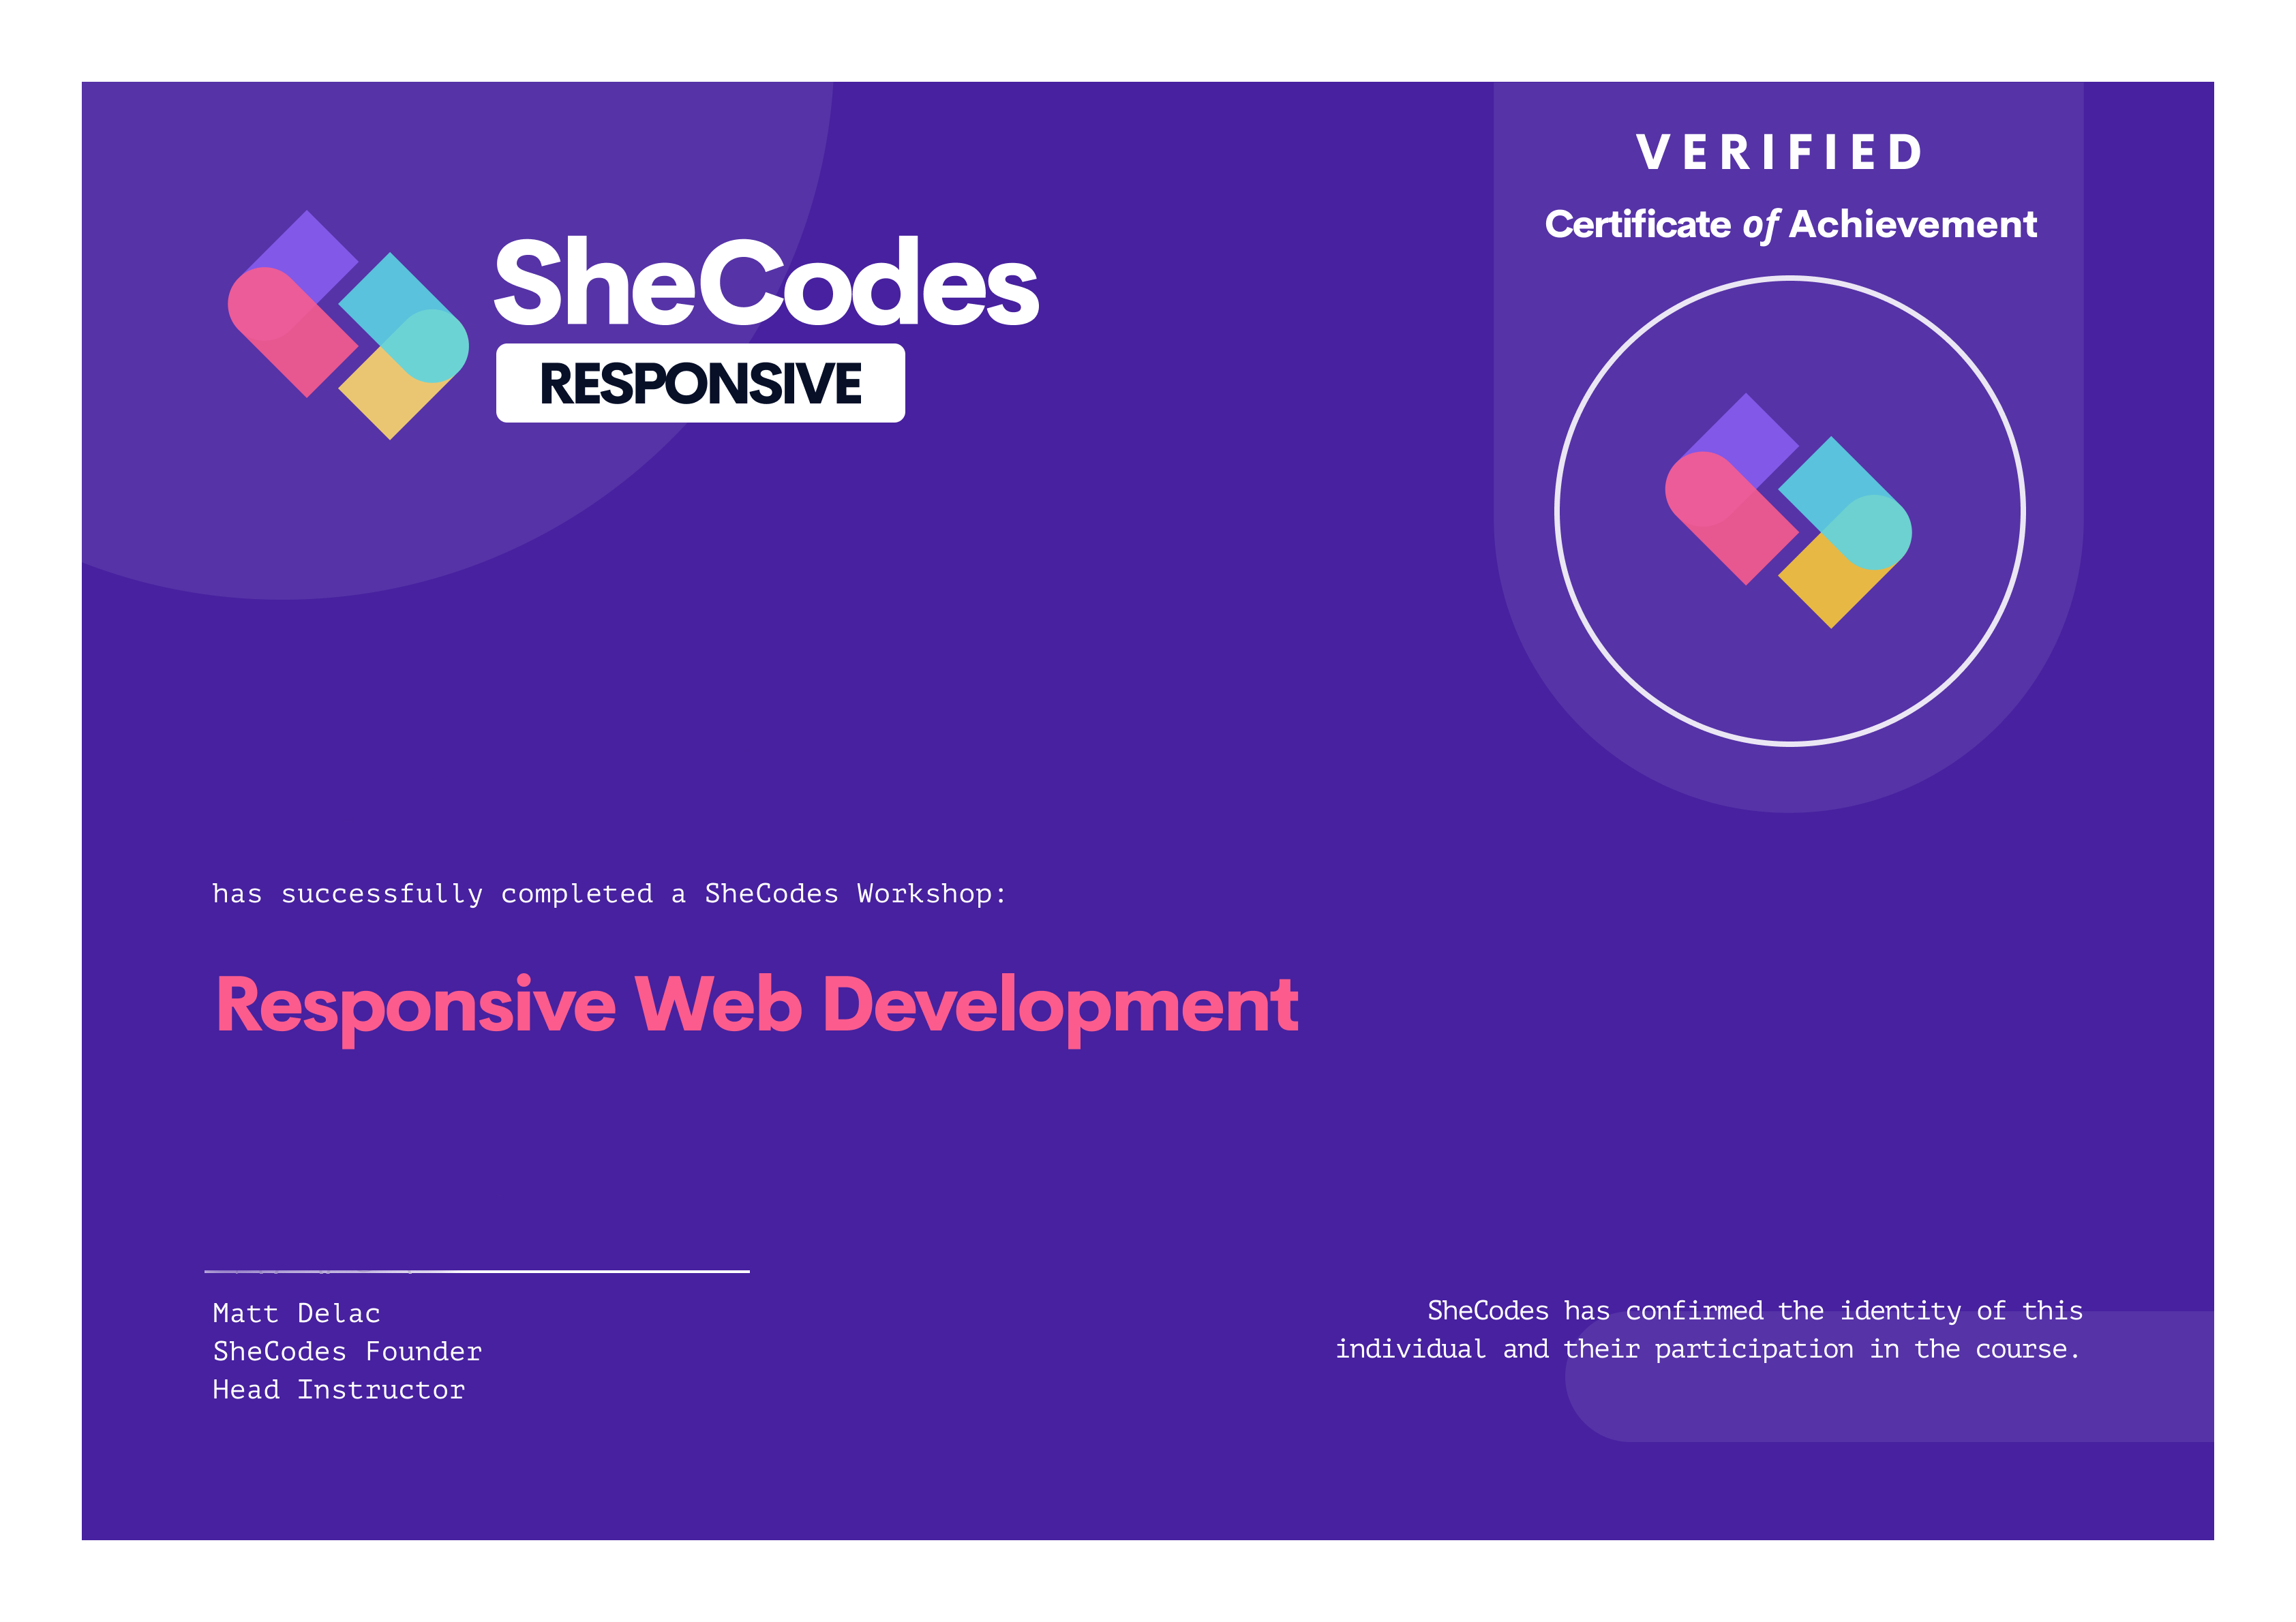 SheCodes
RESPONSIVE
VERIFIED
Certificate of Achievement
has successfully completed a SheCodes Workshop:
Responsive Web Development
Matt Delac
SheCodes Founder
Head Instructor
SheCodes has confirmed the identity of this
individual and their participation in the course.